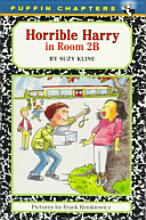 PUFFIN CHAPTERS
Horrible Harry
in Room 2B
BY SUZY KLINE
Pictures by Frank Remkiewicz